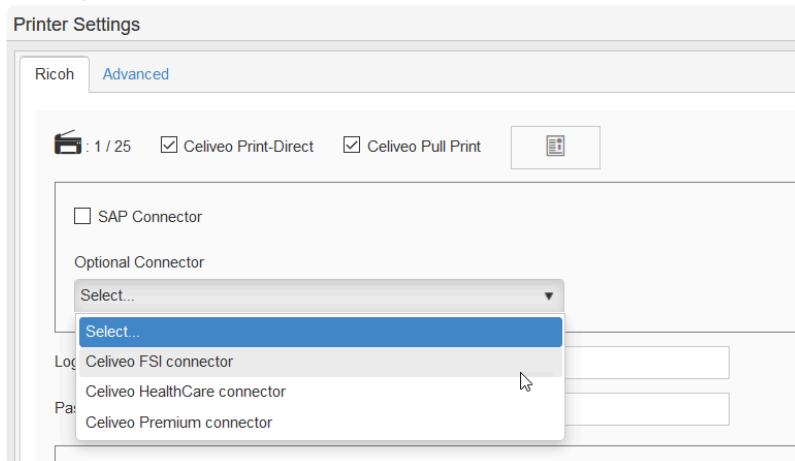 Printer Settings
Ricoh Advanced
: 1 / 25 Celiveo Print-Direct Celiveo Pull Print
SAP Connector
Optional Connector
Select...
Select...
Celiveo FSI connector
Celiveo HealthCare connector
Celiveo Premium connector